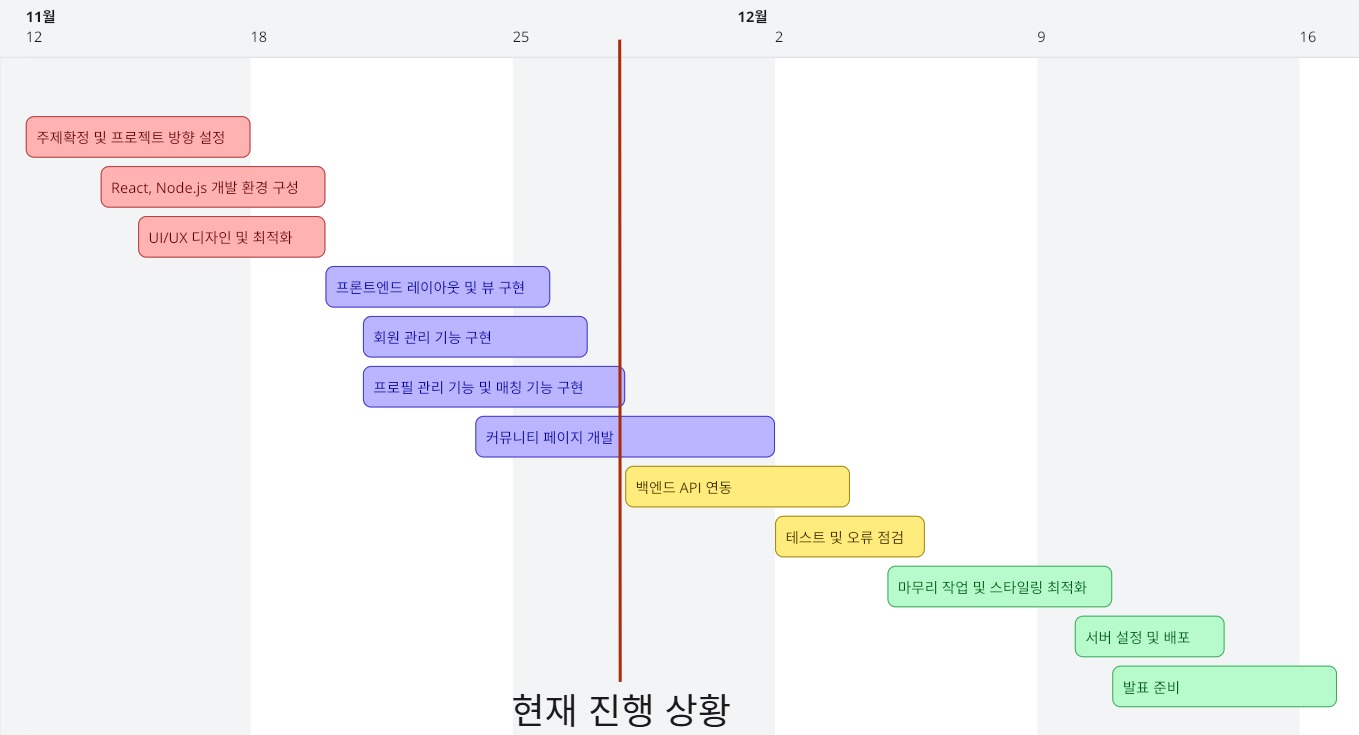 11월 12월
12 18 25 2 9 16
주제확정 및 프로젝트 방향 설정
React, Node.js 개발 환경 구성
UI/UX 디자인 및 최적화
프론트엔드 레이아웃 및 뷰 구현
회원 관리 기능 구현
프로필 관리 기능 및 매칭 기능 구현
커뮤니티 페이지 개발
백엔드 API 연동
테스트 및 오류 점검
마무리 작업 및 스타일링 최적화
서버 설정 및 배포
발표 준비
현재 진행 상황